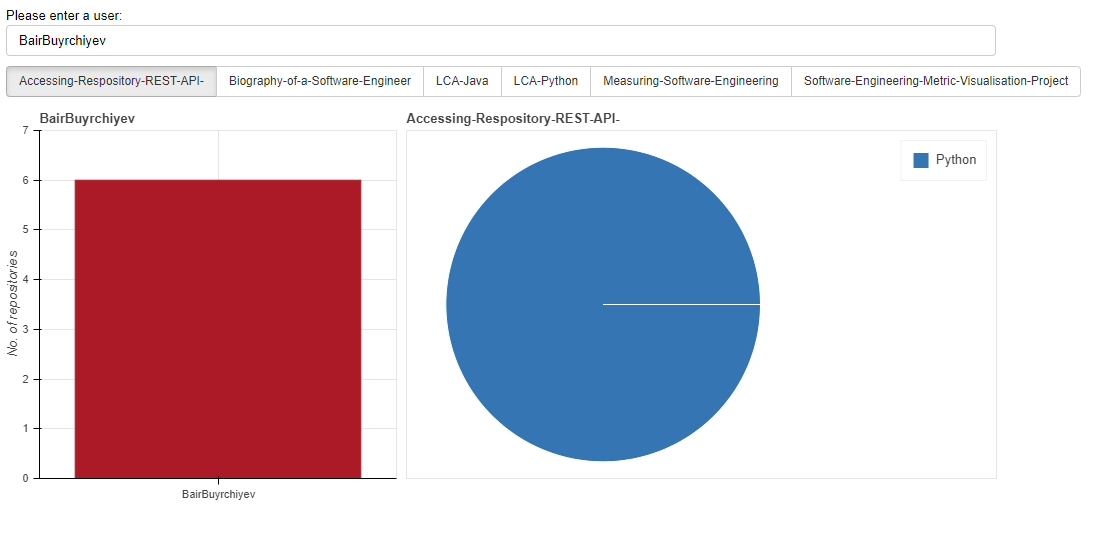 Please enter a user:
BairBuyrchiyev
Accessing-Respository-REST-API- Biography-of-a-Software-Engineer LCA-Java LCA-Python Measuring-Software-Engineering Software-Engineering-Metric-Visualisation-Project
BairBuyrchiyev
No. of repositories
7
6
5
4
3
2
1
0
BairBuyrchiyev
Accessing-Respository-REST-API-
Python